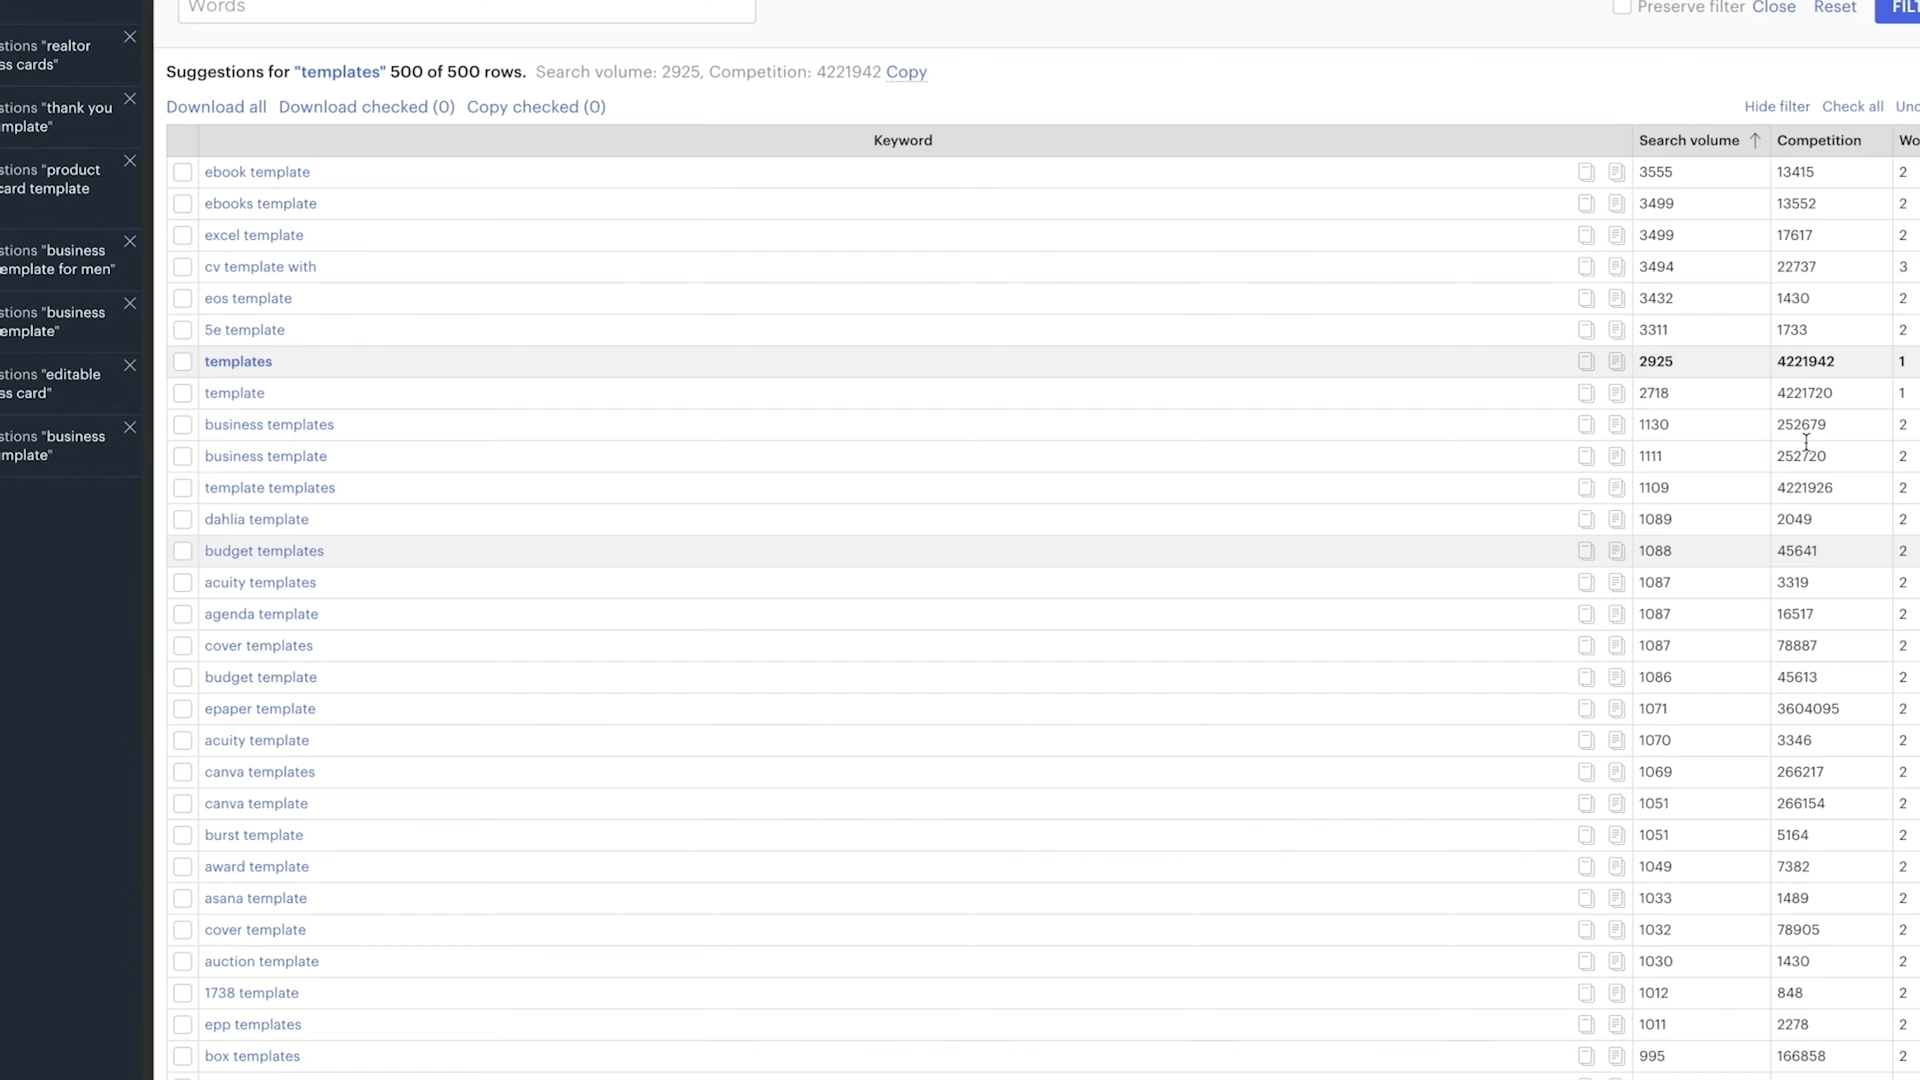 Words
Preserve filter Close Reset FILT
stions "realtor
ss cards"
stions "thank you
mplate"
stions "product
card template
stions "business
emplate for men"
stions "business
emplate"
stions "editable
ss card"
stions "business
mplate"
Suggestions for "templates" 500 of 500 rows. Search volume: 2925, Competition: 4221942 Copy
Download all Download checked (0) Copy checked (0) Hide filter Check all Unc
Keyword Search volume Competition Wo
ebook template 3555 13415 2
ebooks template 3499 13552 2
excel template 3499 17617 2
cv template with 3494 22737 3
eos template 3432 1430 2
5e template 3311 1733 2
templates 2925 4221942 1
template 2718 4221720 1
business templates 1130 252679 2
business template 1111 252720 2
template templates 1109 4221926 2
dahlia template 1089 2049 2
budget templates 1088 45641 2
acuity templates 1087 3319 2
agenda template 1087 16517 2
cover templates 1087 78887 2
budget template 1086 45613 2
epaper template 1071 3604095 2
acuity template 1070 3346 2
canva templates 1069 266217 2
canva template 1051 266154 2
burst template 1051 5164 2
award template 1049 7382 2
asana template 1033 1489 2
cover template 1032 78905 2
auction template 1030 1430 2
1738 template 1012 848 2
epp templates 1011 2278 2
box templates 995 166858 2